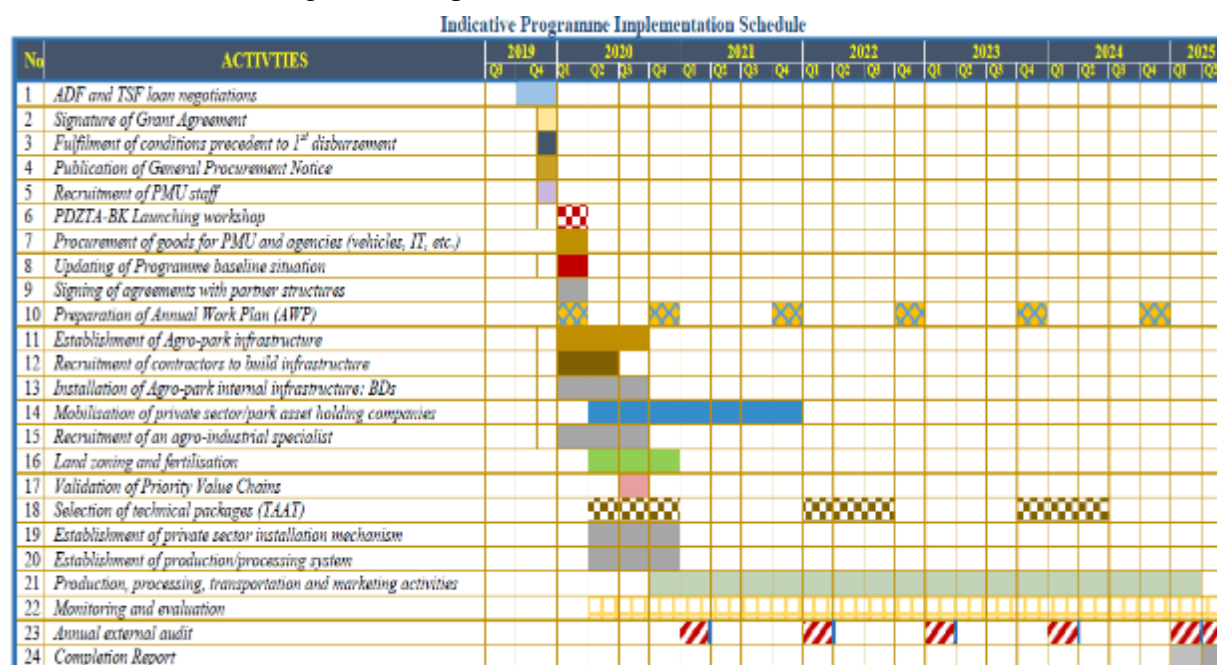 Indicative Programme Implementation Schedule
No ACTIVTIES 2019 2020 2021 2022 2023 2024 2025
Q3 Q4 Q1 Q2 Q3 Q4 Q1 Q2 Q3 Q4 Q1 Q2 Q3 Q4 Q1 Q2 Q3 Q4 Q1 Q2 Q3 Q4 Q1 Q2
1 ADF and TSF loan negotiations
2 Signature of Grant Agreement
3 Fulfilment of conditions precedent to 1st disbursement
4 Publication of General Procurement Notice
5 Recruitment of PMU staff
6 PDZTA-BK Launching workshop
7 Procurement of goods for PMU and agencies (vehicles, IT, etc.)
8 Updating of Programme baseline situation
9 Signing of agreements with partner structures
10 Preparation of Annual Work Plan (AWP)
11 Establishment of Agro-park infrastructure
12 Recruitment of contractors to build infrastructure
13 Installation of Agro-park internal infrastructure: BDs
14 Mobilisation of private sector/park asset holding companies
15 Recruitment of an agro-industrial specialist
16 Land zoning and fertilisation
17 Validation of Priority Value Chains
18 Selection of technical packages (TAAT)
19 Establishment of private sector installation mechanism
20 Establishment of production/processing system
21 Production, processing, transportation and marketing activities
22 Monitoring and evaluation
23 Annual external audit
24 Completion Report